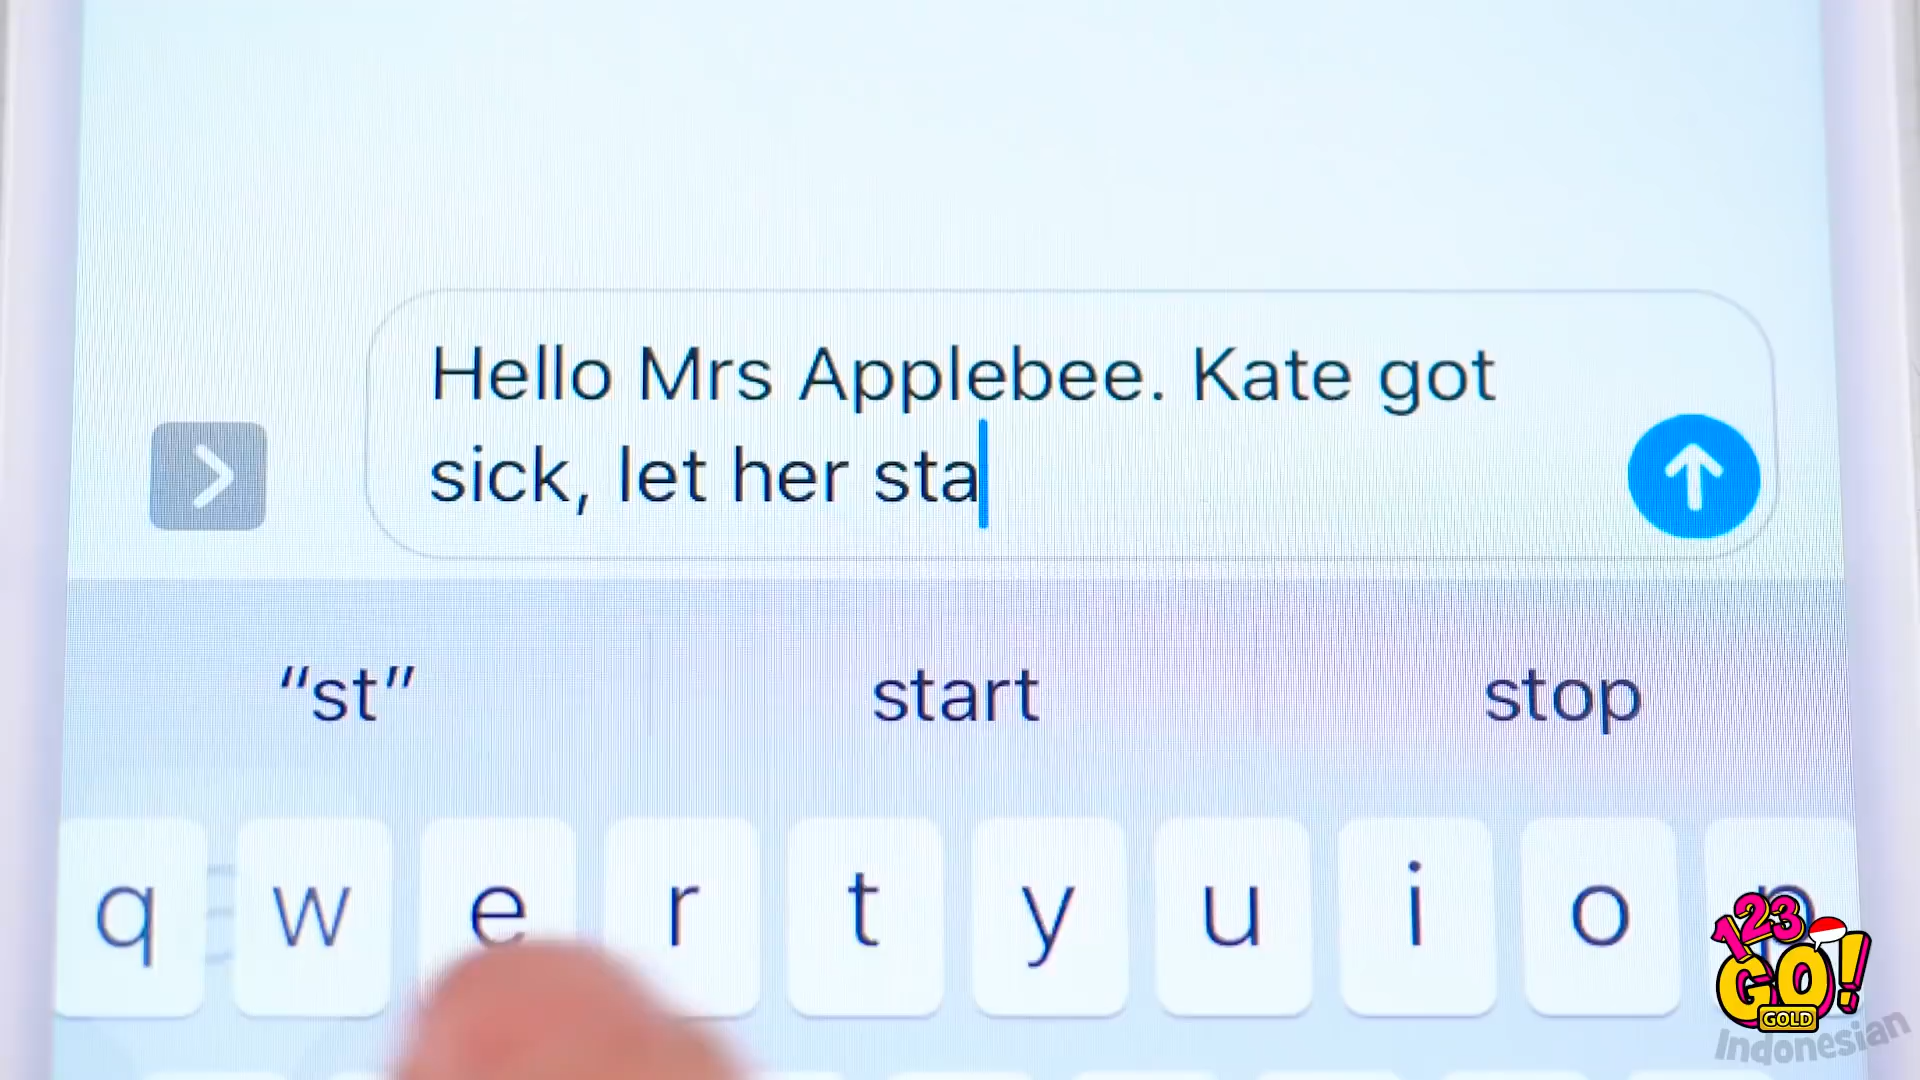 Hello Mrs Applebee. Kate got
sick, let her sta
“st” start stop
q w e r t y u i o p
123
GO!
GOLD
Indonesian